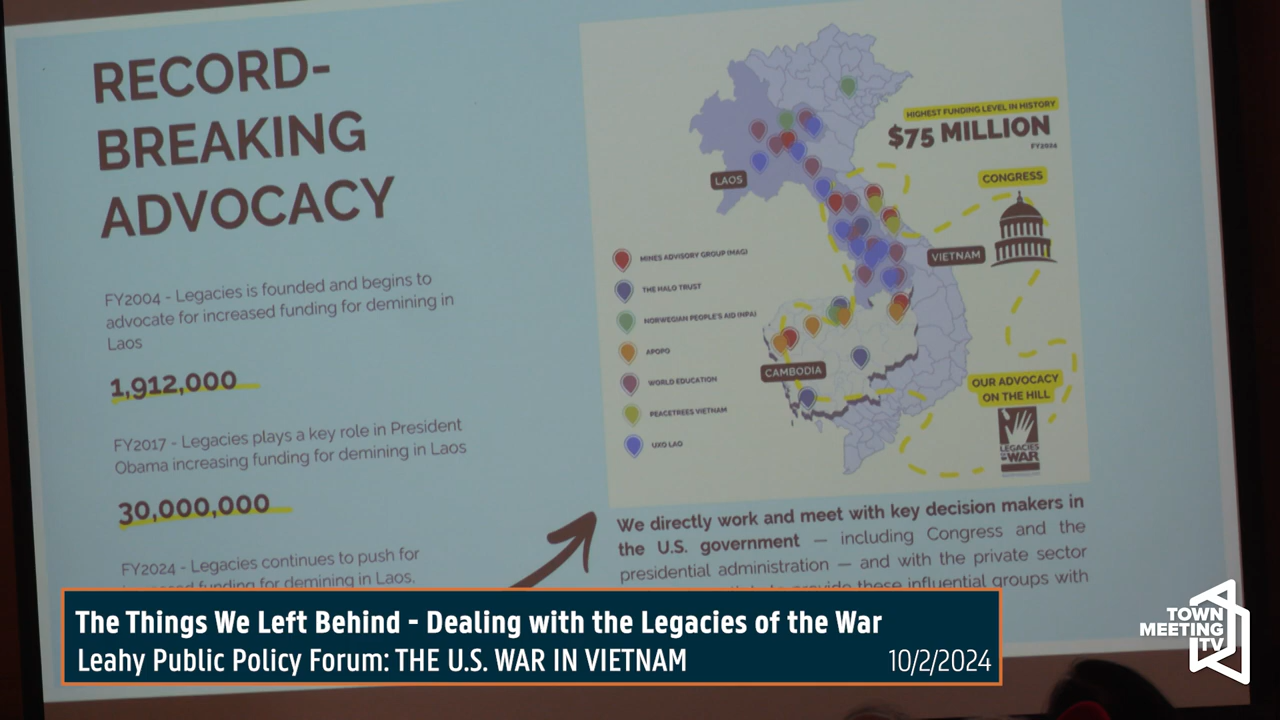 RECORD-
BREAKING
ADVOCACY
FY2004 - Legacies is founded and begins to
advocate for increased funding for demining in
Laos
1,912,000
FY2017 - Legacies plays a key role in President
Obama increasing funding for demining in Laos
30,000,000
FY2024 - Legacies continues to push for
funding for demining in Laos.
HIGHEST FUNDING LEVEL IN HISTORY
$75 MILLION
FY2024
CONGRESS
LAOS
VIETNAM
MINES ADVISORY GROUP (MAG)
THE HALO TRUST
NORWEGIAN PEOPLE'S AID (NPA)
APOPO
WORLD EDUCATION
PEACETREES VIETNAM
UXO LAO
CAMBODIA
OUR ADVOCACY
ON THE HILL
LEGACIES
OF WAR
We directly work and meet with key decision makers in
the U.S. government — including Congress and the
presidential administration — and with the private sector
these influential groups with
The Things We Left Behind - Dealing with the Legacies of the War
Leahy Public Policy Forum: THE U.S. WAR IN VIETNAM
10/2/2024
TOWN
MEETING
TV